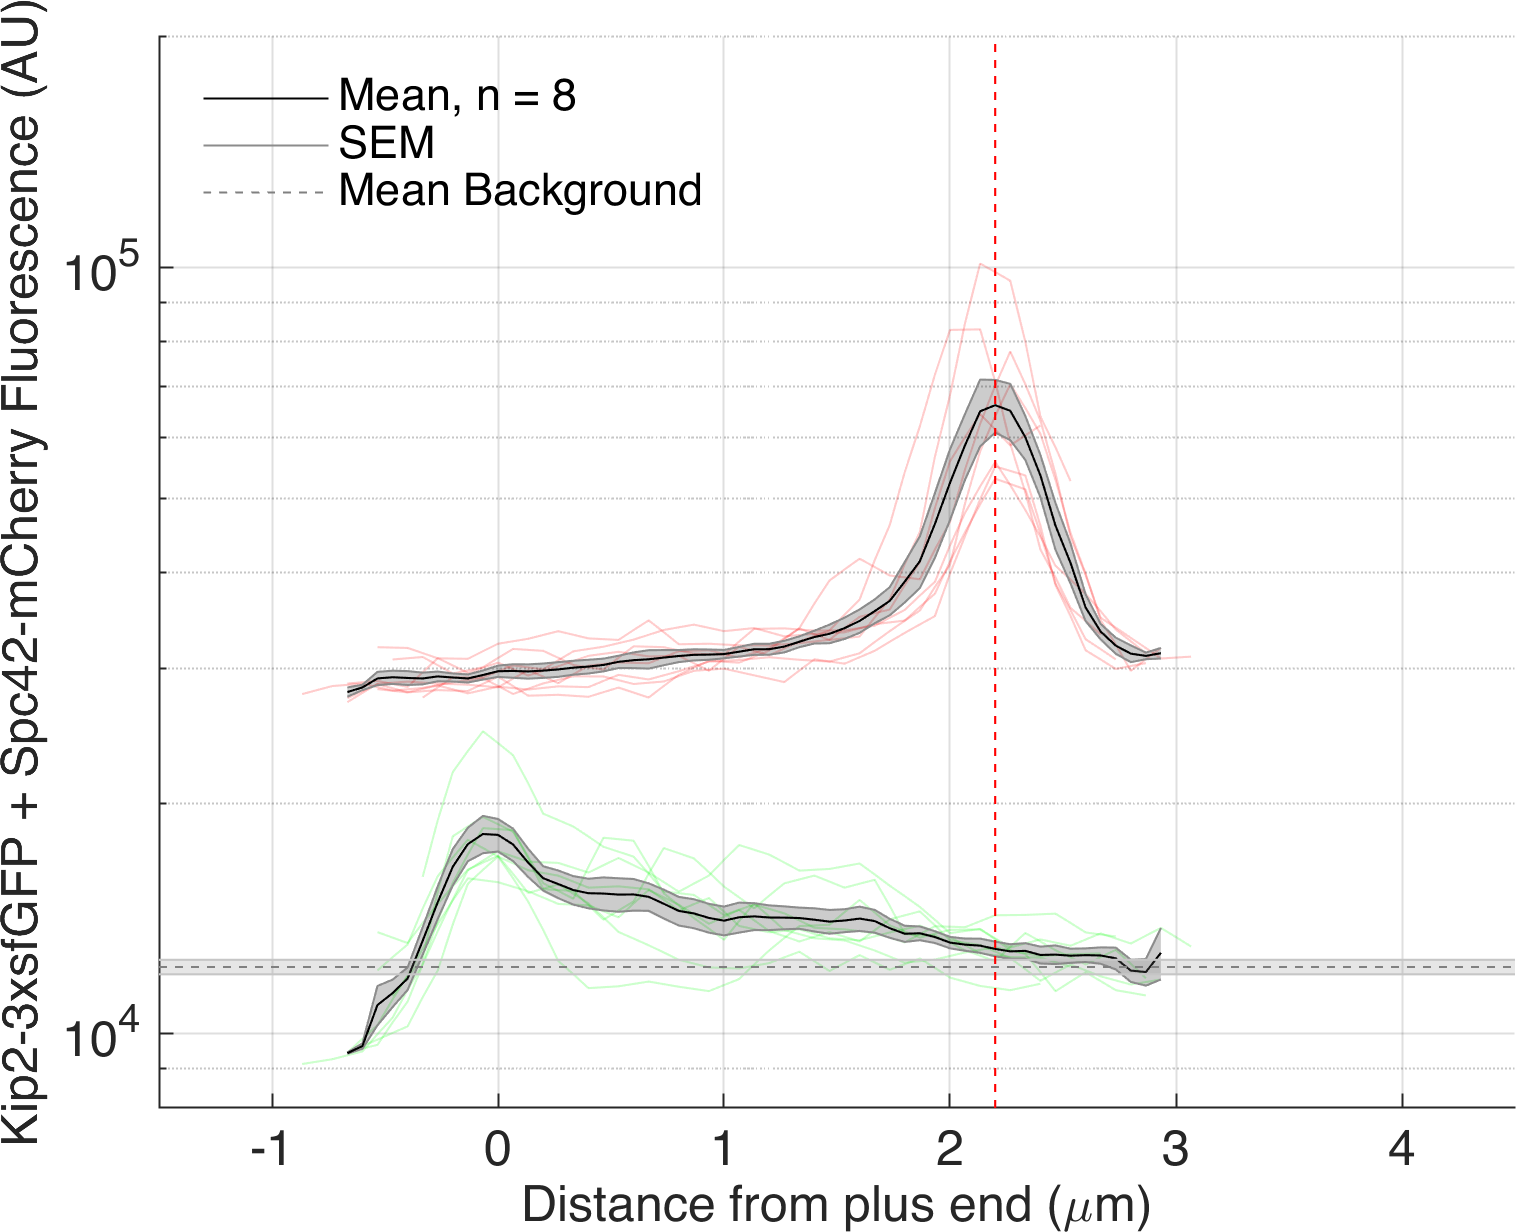 Kip2-3xsfGFP + Spc42-mCherry Fluorescence (AU)
Mean, n = 8
SEM
Mean Background
10^5
10^4
-1 0 1 2 3 4
Distance from plus end (μm)